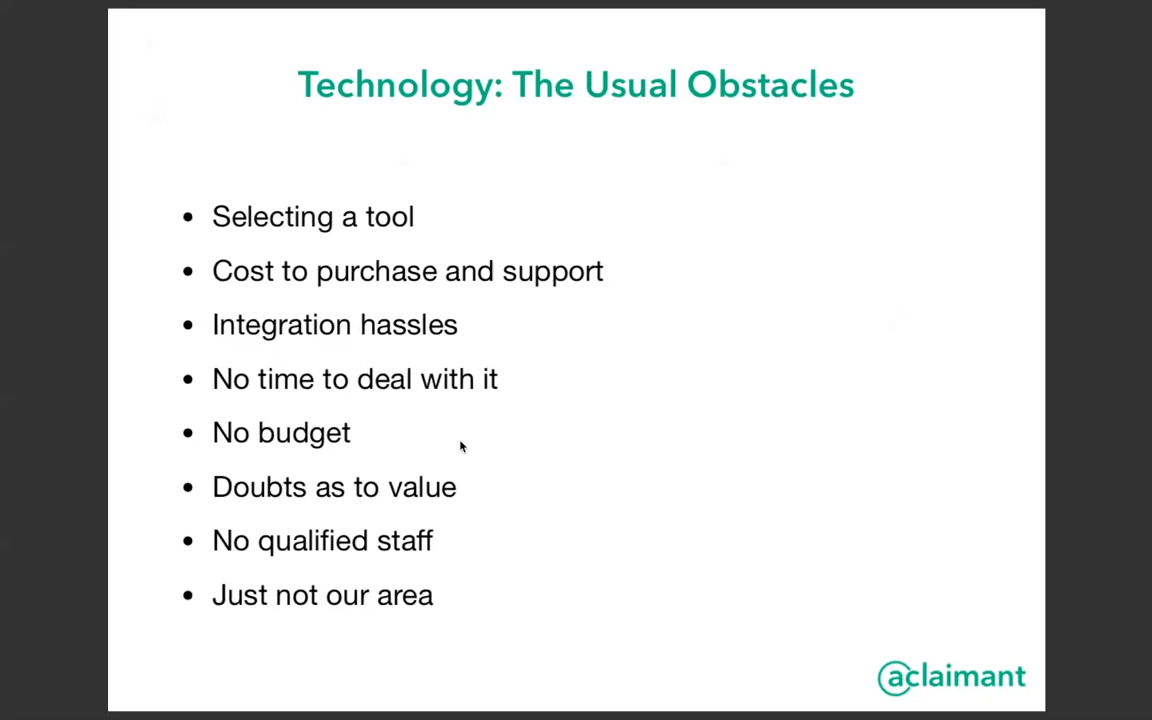 Technology: The Usual Obstacles
• Selecting a tool
• Cost to purchase and support
• Integration hassles
• No time to deal with it
• No budget
• Doubts as to value
• No qualified staff
• Just not our area
aclaimant